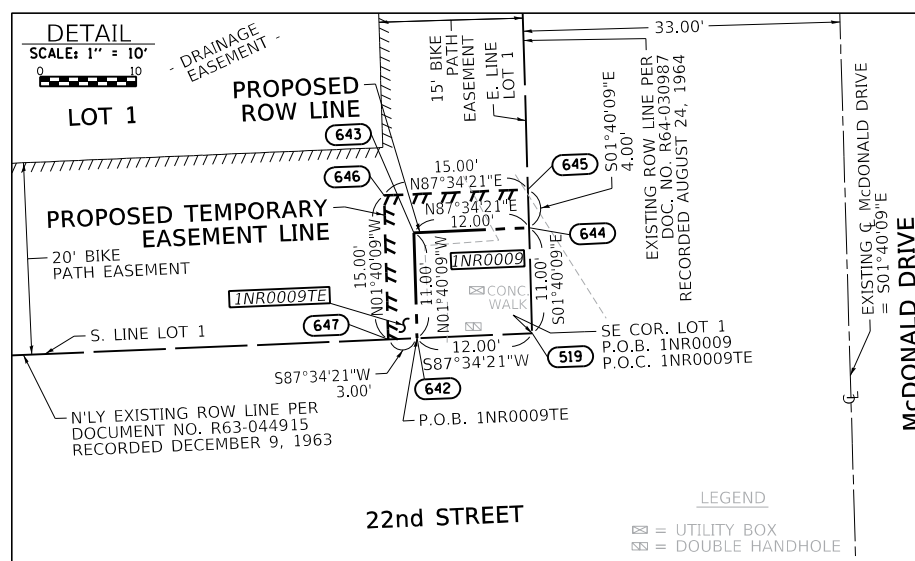 DETAIL
SCALE: 1" = 10'
0 10
LOT 1
- DRAINAGE
EASEMENT -
PROPOSED
ROW LINE
643
646
15' BIKE
PATH
EASEMENT
E. LINE
LOT 1
33.00'
EXISTING ROW LINE PER
DOC. NO. R64-030987
RECORDED AUGUST 24, 1964
S01°40'09"E
4.00'
EXISTING ℄ McDONALD DRIVE
= S01°40'09"E
McDONALD DRIVE
645
15.00'
N87°34'21"E
N87°34'21"E
12.00'
644
PROPOSED TEMPORARY
EASEMENT LINE
20' BIKE
PATH EASEMENT
15.00'
N01°40'09"W
11.00'
N01°40'09"W
1NR0009
CONC.
WALK
11.00'
S01°40'09"E
1NR0009TE
647
S. LINE LOT 1
SE COR. LOT 1
P.O.B. 1NR0009
P.O.C. 1NR0009TE
519
12.00'
S87°34'21"W
S87°34'21"W
3.00'
642
P.O.B. 1NR0009TE
N'LY EXISTING ROW LINE PER
DOCUMENT NO. R63-044915
RECORDED DECEMBER 9, 1963
℄
22nd STREET
LEGEND
= UTILITY BOX
= DOUBLE HANDHOLE